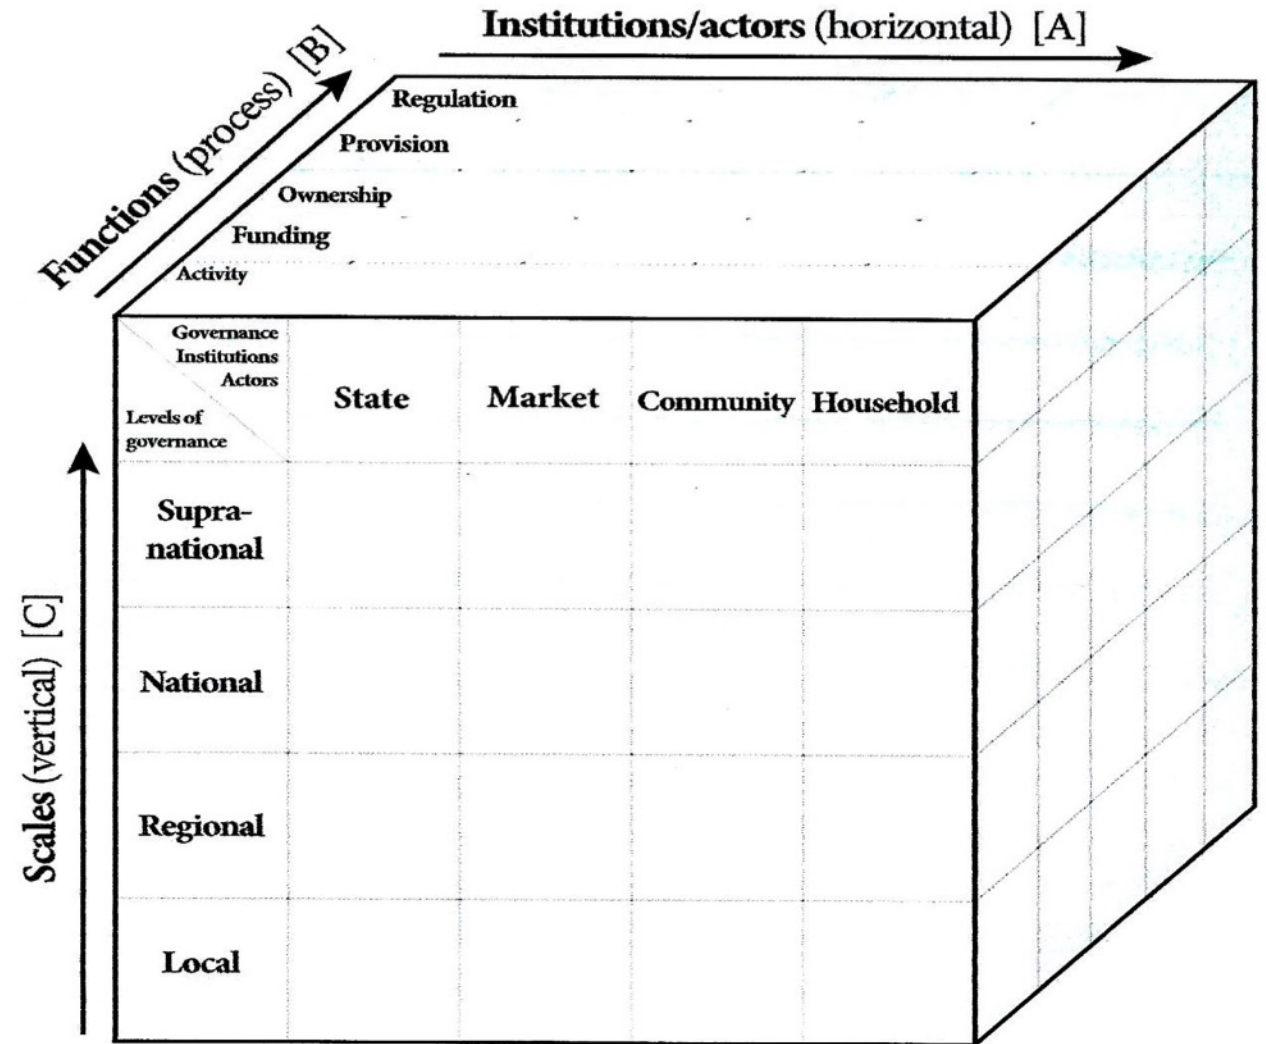 Institutions/actors (horizontal) [A]
Functions (process) [B]
Regulation
Provision
Ownership
Funding
Activity
Governance
Institutions
Actors
Levels of
governance
State
Market
Community
Household
Scales (vertical) [C]
Supra-
national
National
Regional
Local